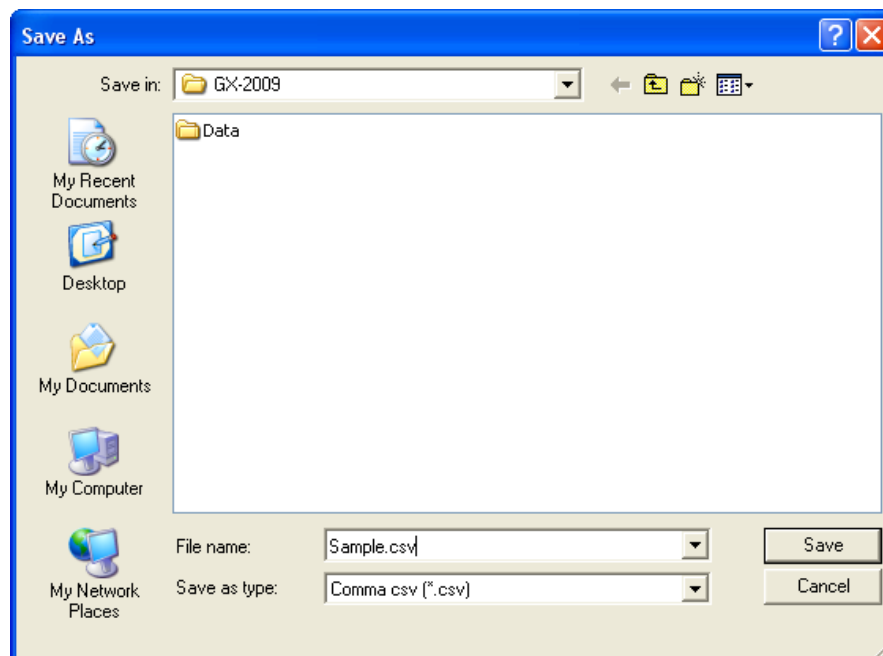 Save As
Save in:
GX-2009
Data
My Recent
Documents
Desktop
My Documents
My Computer
My Network
Places
File name:
Sample.csv
Save
Save as type:
Comma csv (*.csv)
Cancel